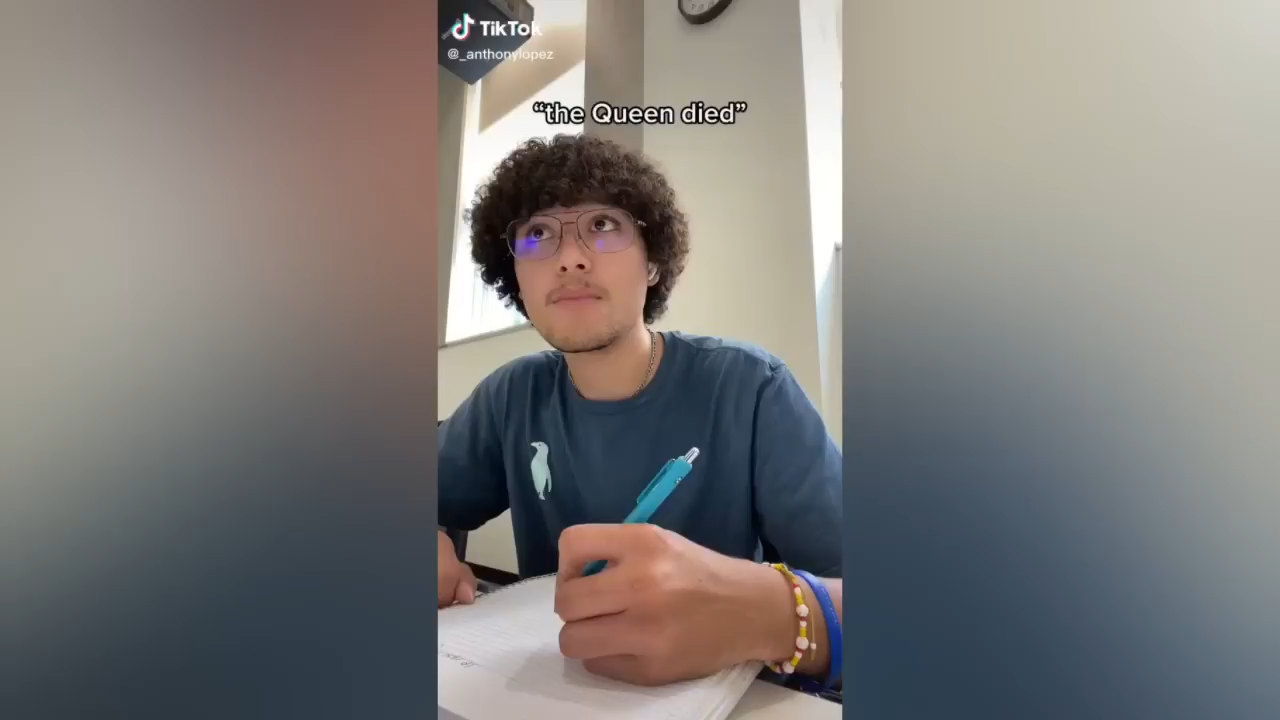 TikTok
@_anthonylopez
“the Queen died”